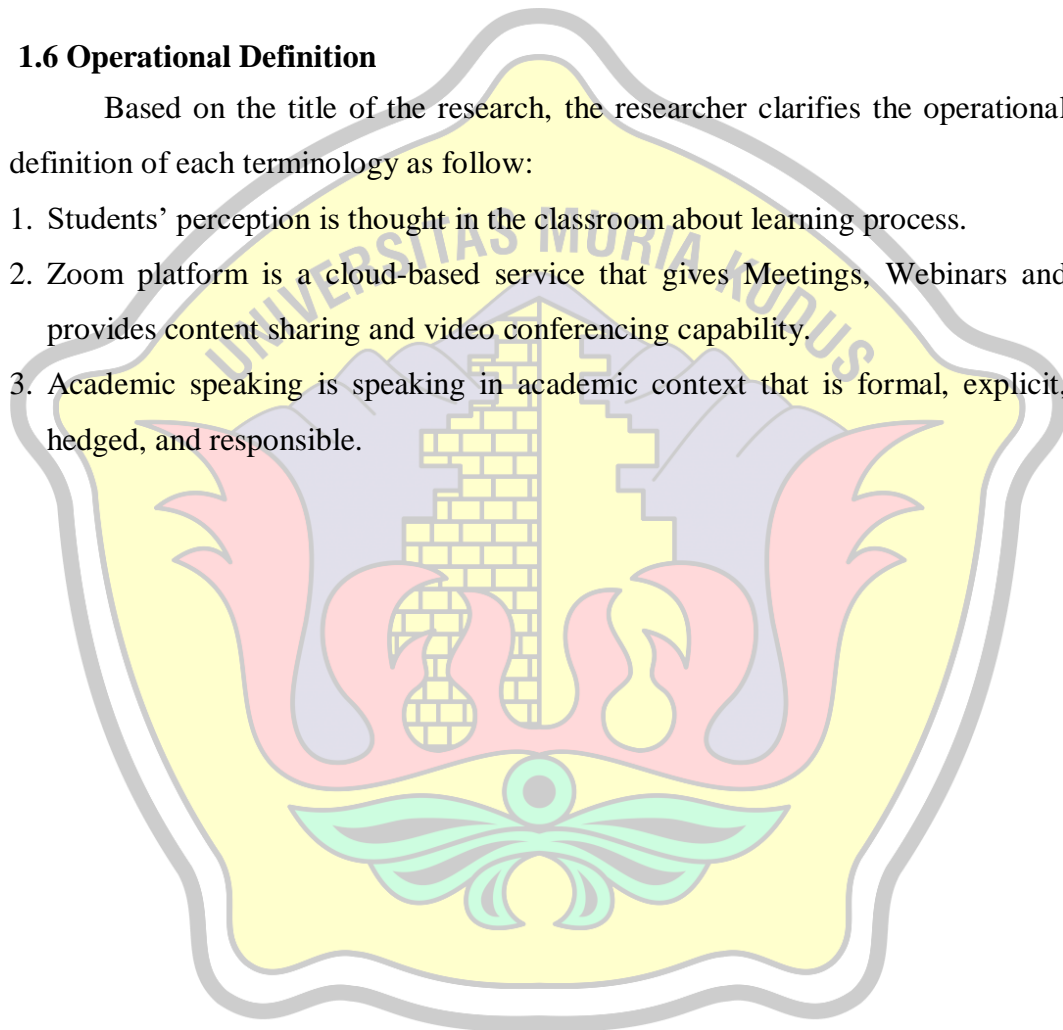 1.6 Operational Definition
Based on the title of the research, the researcher clarifies the operational
definition of each terminology as follow:
1. Students’ perception is thought in the classroom about learning process.
2. Zoom platform is a cloud-based service that gives Meetings, Webinars and
provides content sharing and video conferencing capability.
3. Academic speaking is speaking in academic context that is formal, explicit,
hedged, and responsible.
UNIVERSITAS MURIA KUDUS